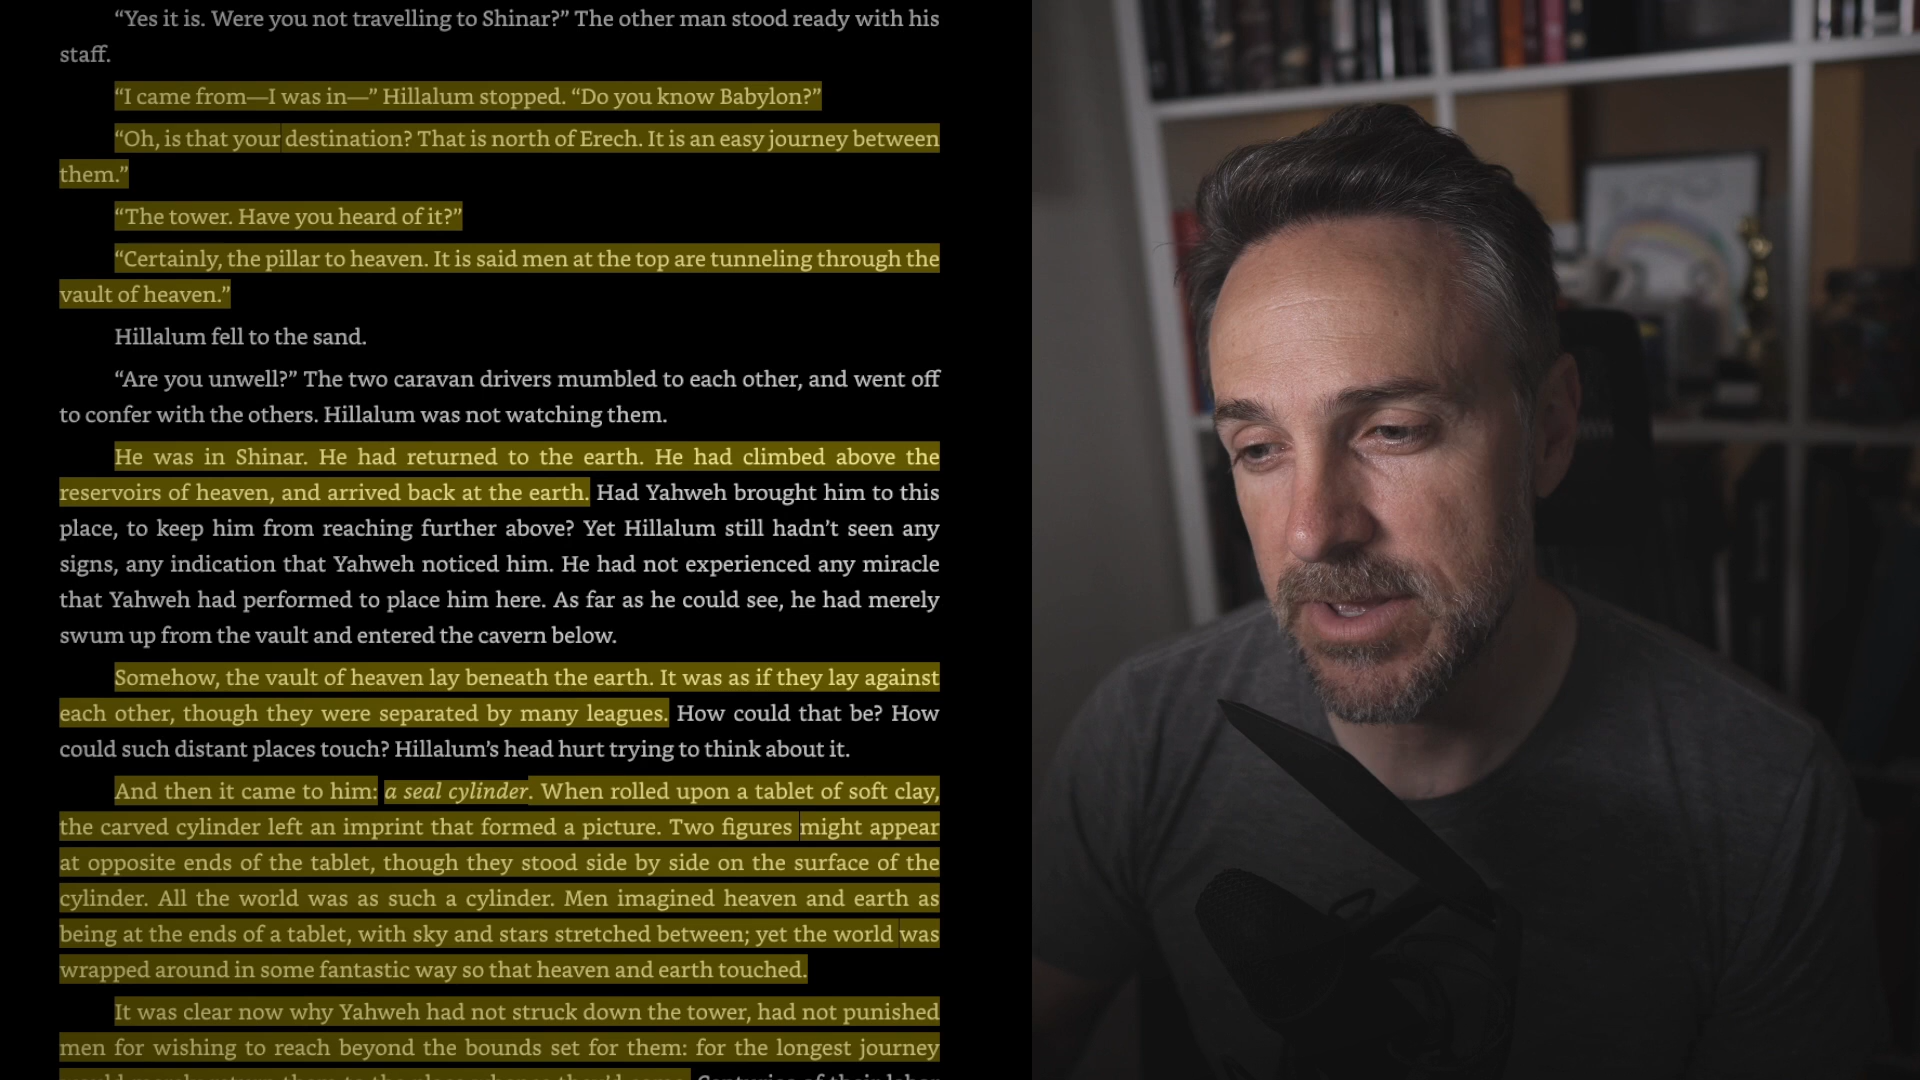 “Yes it is. Were you not travelling to Shinar?” The other man stood ready with his
staff.
“I came from—I was in—” Hillalum stopped. “Do you know Babylon?”
“Oh, is that your destination? That is north of Erech. It is an easy journey between
them.”
“The tower. Have you heard of it?”
“Certainly, the pillar to heaven. It is said men at the top are tunneling through the
vault of heaven.”
Hillalum fell to the sand.
“Are you unwell?” The two caravan drivers mumbled to each other, and went off
to confer with the others. Hillalum was not watching them.
He was in Shinar. He had returned to the earth. He had climbed above the
reservoirs of heaven, and arrived back at the earth. Had Yahweh brought him to this
place, to keep him from reaching further above? Yet Hillalum still hadn’t seen any
signs, any indication that Yahweh noticed him. He had not experienced any miracle
that Yahweh had performed to place him here. As far as he could see, he had merely
swum up from the vault and entered the cavern below.
Somehow, the vault of heaven lay beneath the earth. It was as if they lay against
each other, though they were separated by many leagues. How could that be? How
could such distant places touch? Hillalum’s head hurt trying to think about it.
And then it came to him: a seal cylinder. When rolled upon a tablet of soft clay,
the carved cylinder left an imprint that formed a picture. Two figures might appear
at opposite ends of the tablet, though they stood side by side on the surface of the
cylinder. All the world was as such a cylinder. Men imagined heaven and earth as
being at the ends of a tablet, with sky and stars stretched between; yet the world was
wrapped around in some fantastic way so that heaven and earth touched.
It was clear now why Yahweh had not struck down the tower, had not punished
men for wishing to reach beyond the bounds set for them: for the longest journey